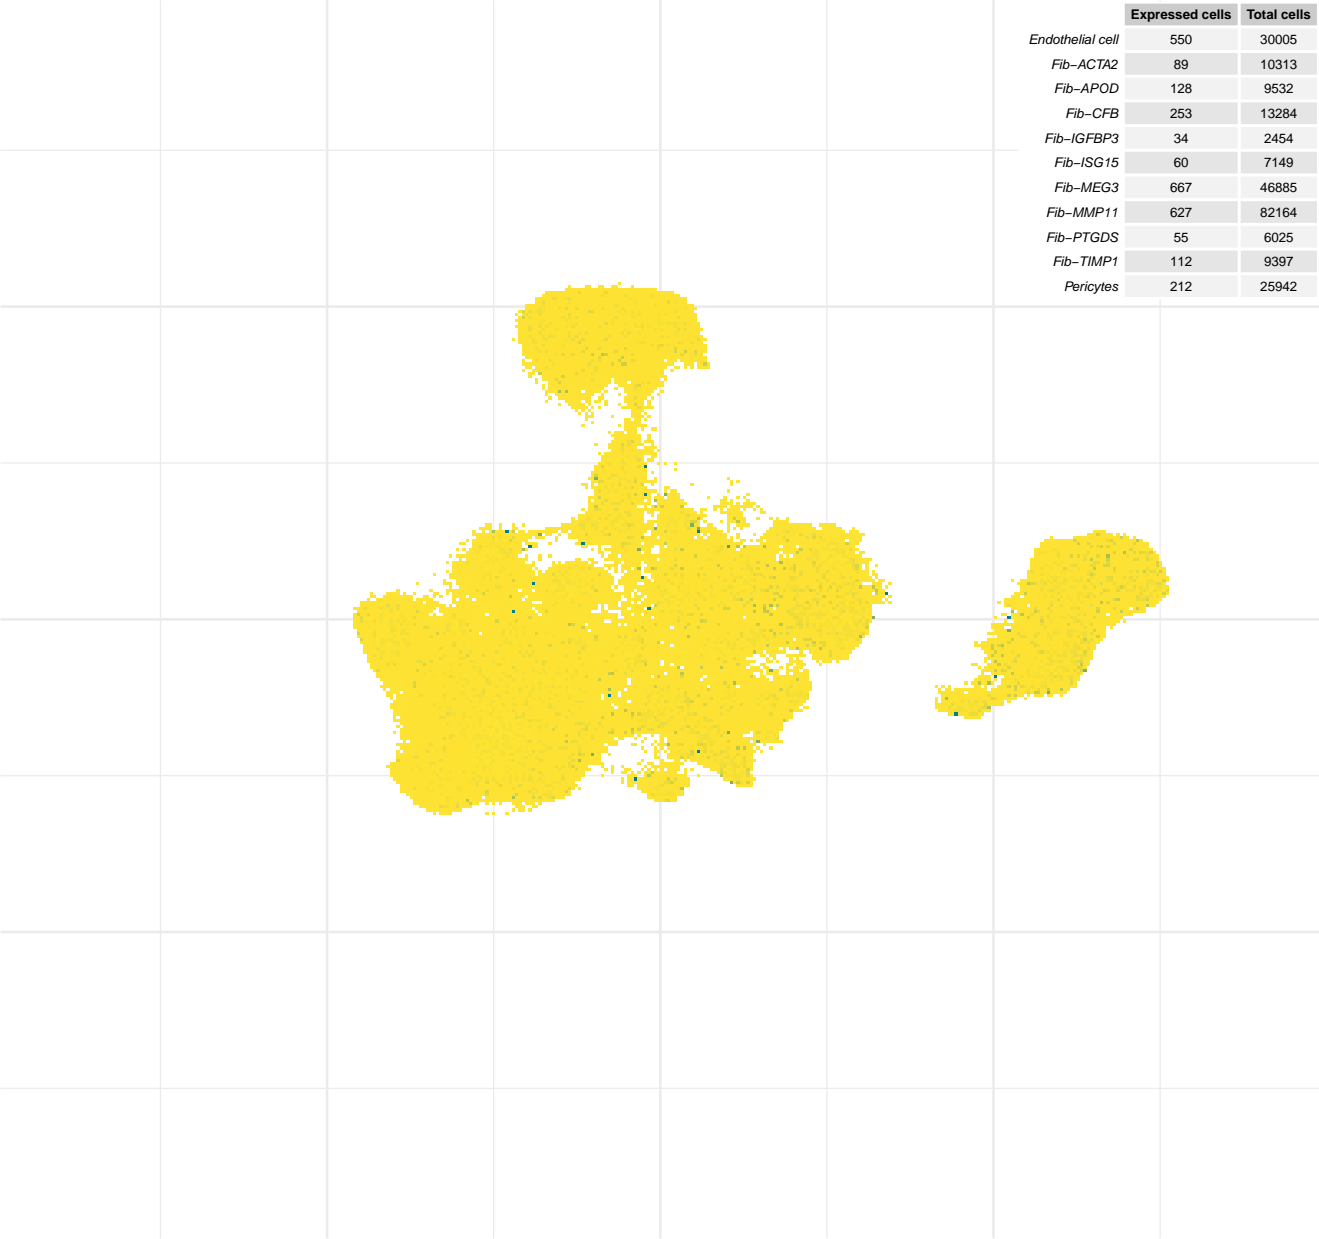 Expressed cells Total cells
Endothelial cell 550 30005
Fib−ACTA2 89 10313
Fib−APOD 128 9532
Fib−CFB 253 13284
Fib−IGFBP3 34 2454
Fib−ISG15 60 7149
Fib−MEG3 667 46885
Fib−MMP11 627 82164
Fib−PTGDS 55 6025
Fib−TIMP1 112 9397
Pericytes 212 25942